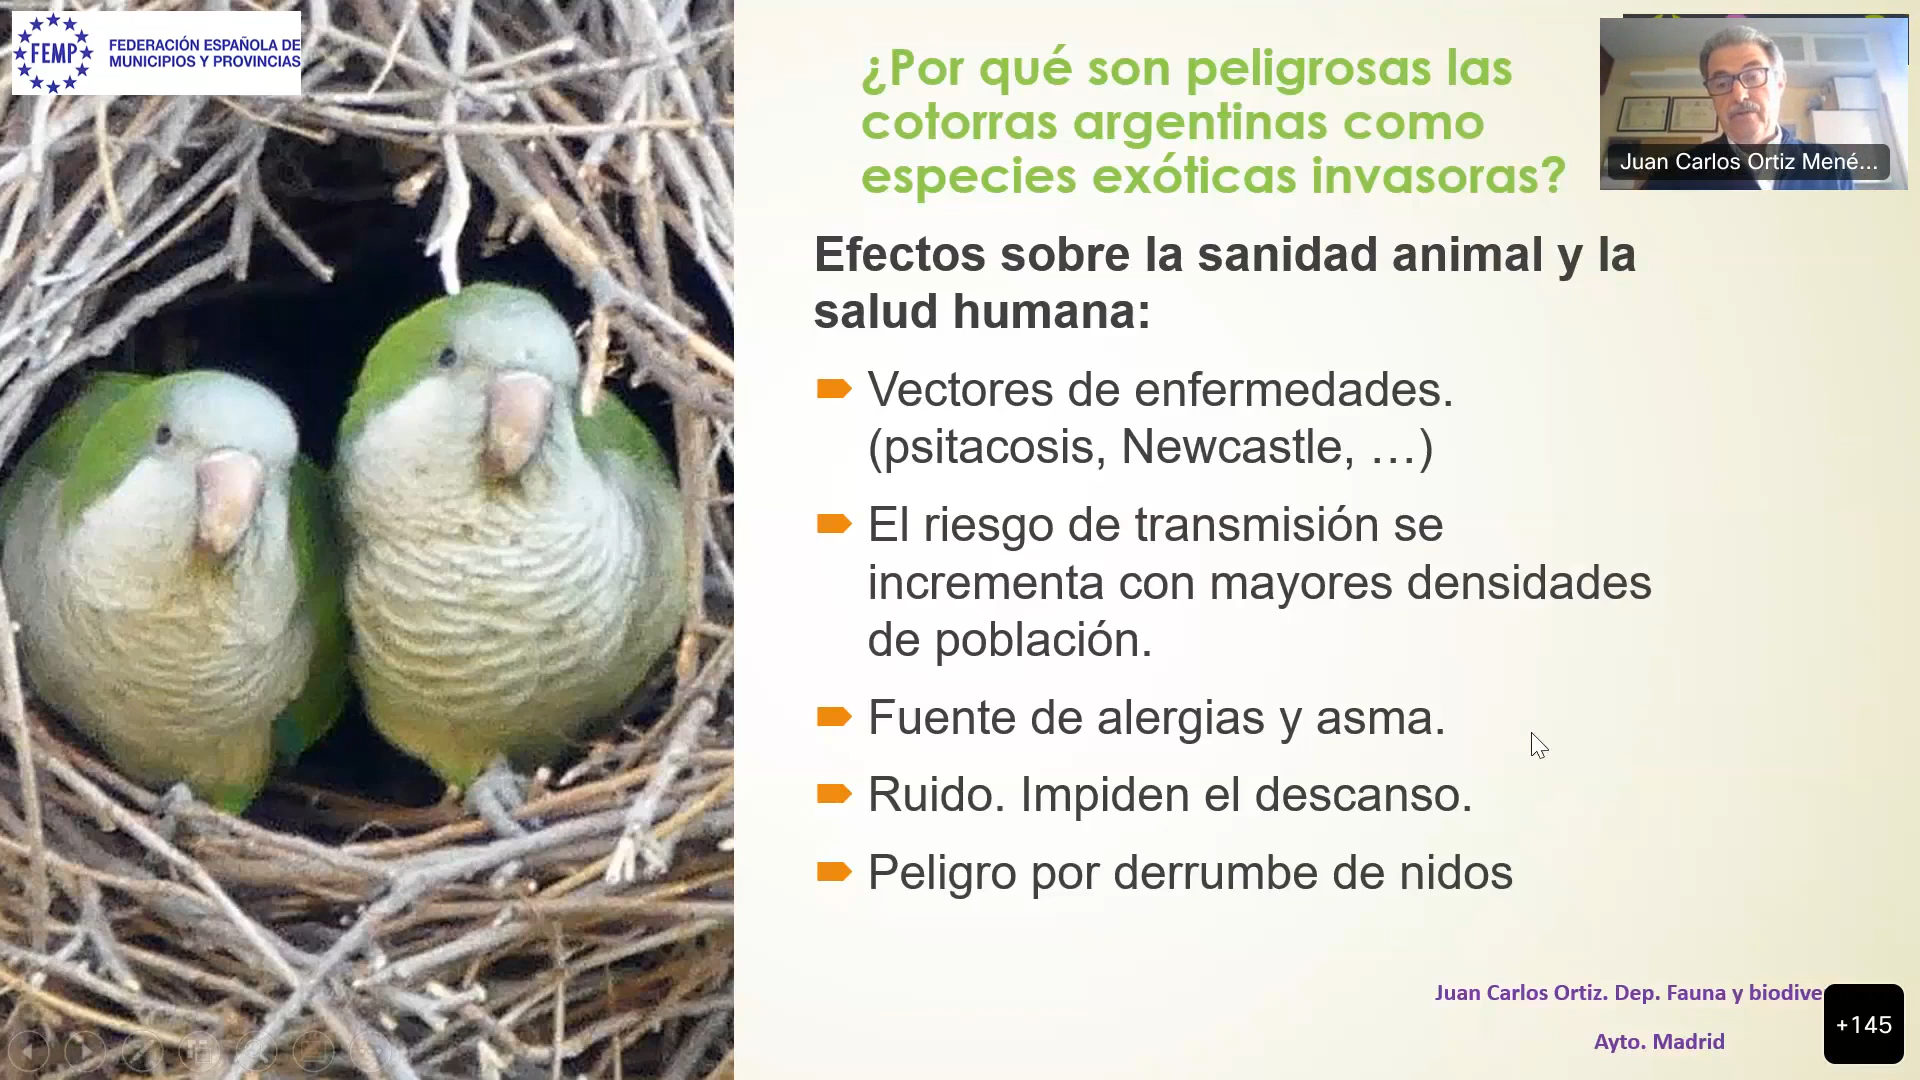 FEMP
FEDERACIÓN ESPAÑOLA DE
MUNICIPIOS Y PROVINCIAS
¿Por qué son peligrosas las
cotorras argentinas como
especies exóticas invasoras?
Juan Carlos Ortiz Mené...
Efectos sobre la sanidad animal y la
salud humana:
Vectores de enfermedades.
(psitacosis, Newcastle, …)
El riesgo de transmisión se
incrementa con mayores densidades
de población.
Fuente de alergias y asma.
Ruido. Impiden el descanso.
Peligro por derrumbe de nidos
Juan Carlos Ortiz. Dep. Fauna y biodive
Ayto. Madrid
+145